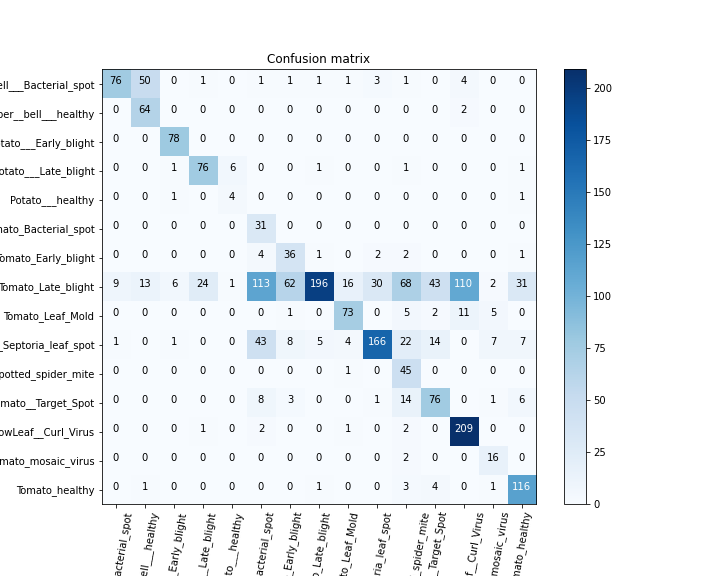 Confusion matrix
ell___Bacterial_spot 76 50 0 1 0 1 1 1 1 3 1 0 4 0 0
per__bell___healthy 0 64 0 0 0 0 0 0 0 0 0 0 2 0 0
tato___Early_blight 0 0 78 0 0 0 0 0 0 0 0 0 0 0 0
otato___Late_blight 0 0 1 76 6 0 0 1 0 0 1 0 0 0 1
Potato___healthy 0 0 1 0 4 0 0 0 0 0 0 0 0 0 1
mato_Bacterial_spot 0 0 0 0 0 31 0 0 0 0 0 0 0 0 0
Tomato_Early_blight 0 0 0 0 0 4 36 1 0 2 2 0 0 0 1
Tomato_Late_blight 9 13 6 24 1 113 62 196 16 30 68 43 110 2 31
Tomato_Leaf_Mold 0 0 0 0 0 0 1 0 73 0 5 2 11 5 0
_Septoria_leaf_spot 1 0 1 0 0 43 8 5 4 166 22 14 0 7 7
potted_spider_mite 0 0 0 0 0 0 0 0 1 0 45 0 0 0 0
mato__Target_Spot 0 0 0 0 0 8 3 0 0 1 14 76 0 1 6
owLeaf__Curl_Virus 0 0 0 1 0 2 0 0 1 0 2 0 209 0 0
mato_mosaic_virus 0 0 0 0 0 0 0 0 0 0 2 0 0 16 0
Tomato_healthy 0 1 0 0 0 0 0 1 0 0 3 4 0 1 116
acterial_spot
ell___healthy
_Early_blight
__Late_blight
to___healthy
acterial_spot
_Early_blight
o_Late_blight
to_Leaf_Mold
ria_leaf_spot
_spider_mite
_Target_Spot
f__Curl_Virus
mosaic_virus
mato_healthy
200
175
150
125
100
75
50
25
0